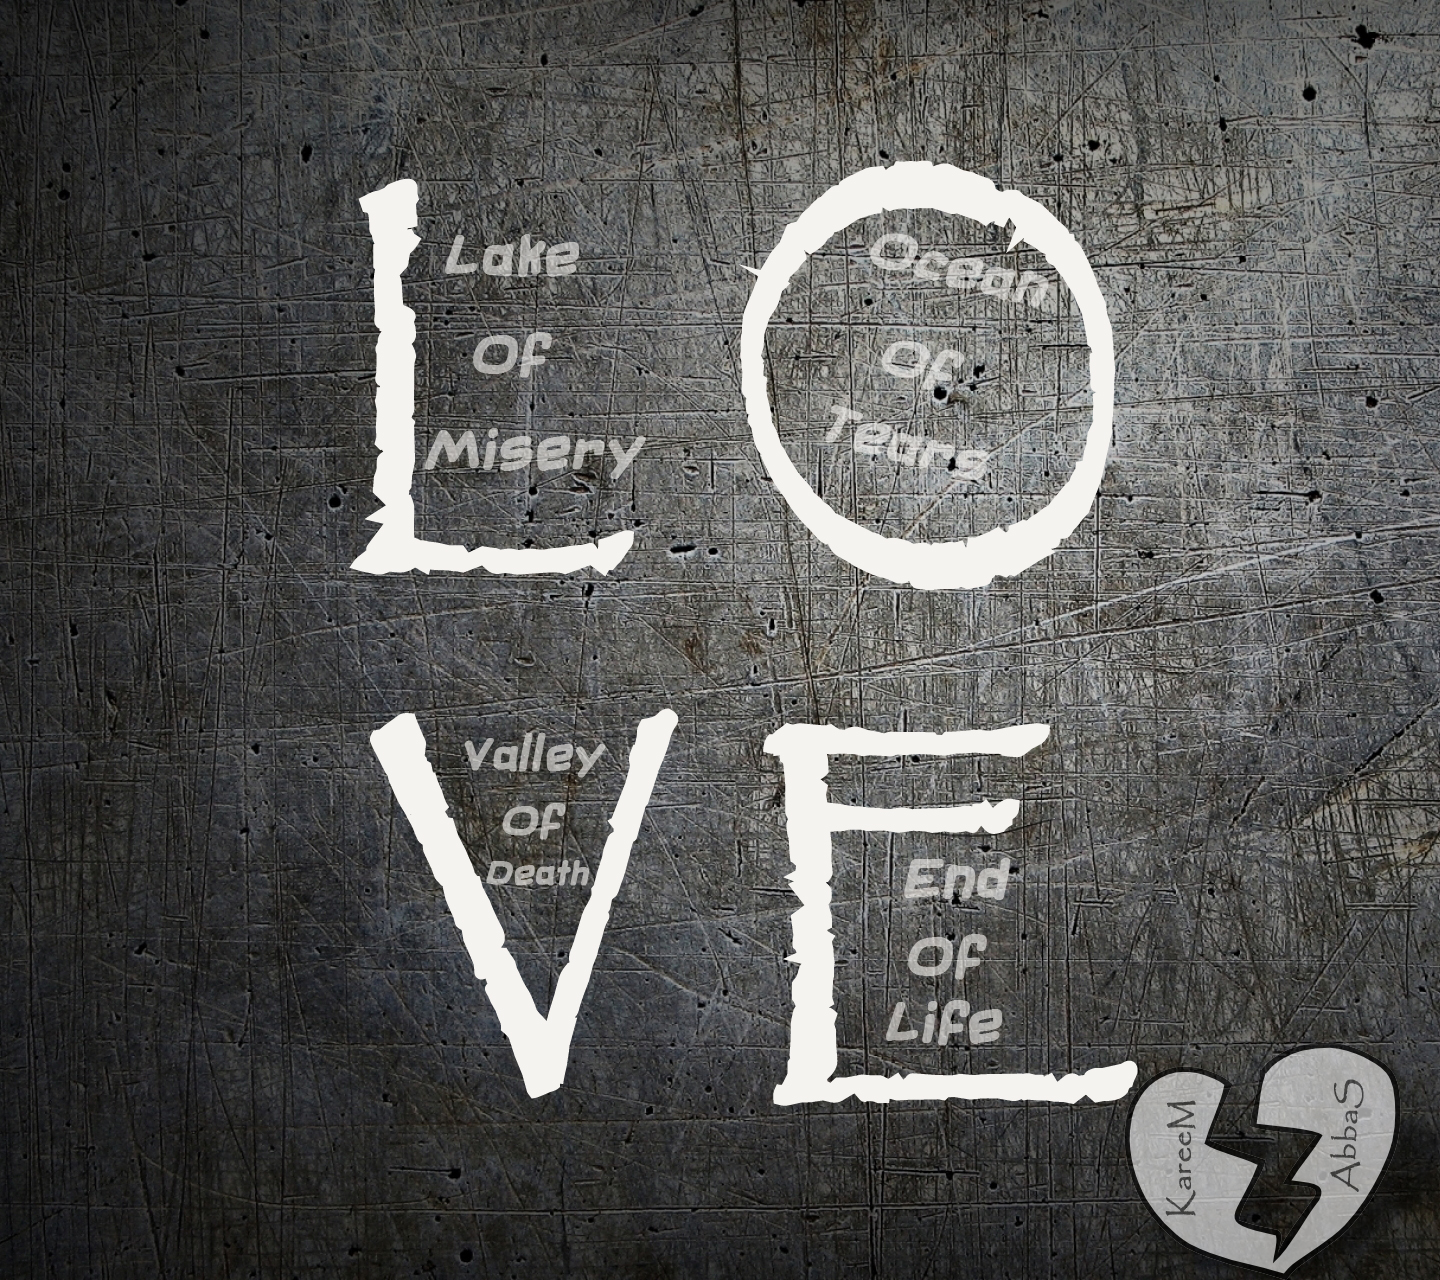 L
Lake
Of
Misery
O
Ocean
Of
Tears
V
Valley
Of
Death
E
End
Of
Life
KareeM
AbbaS